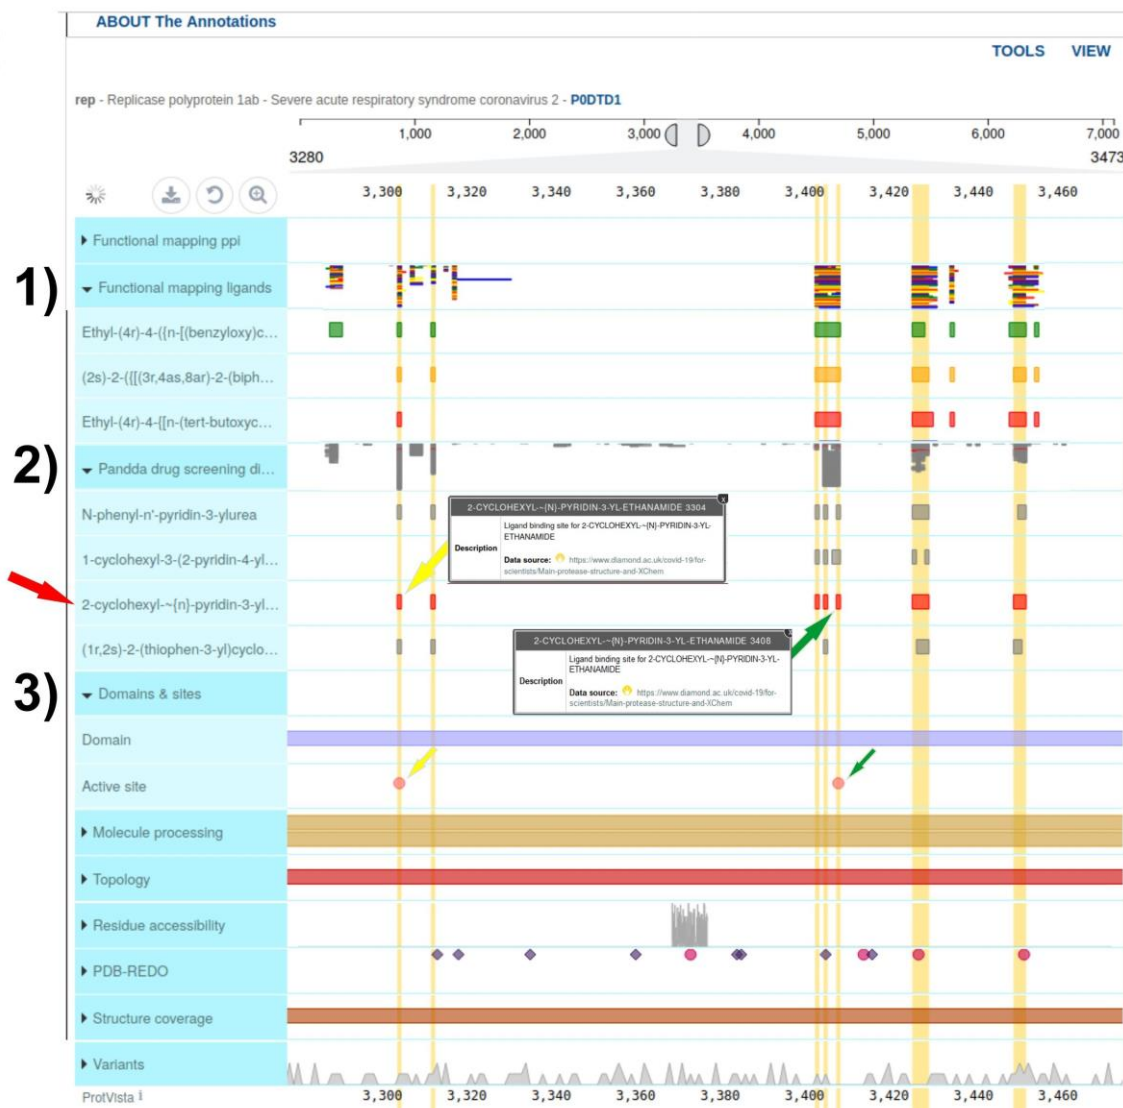 ABOUT The Annotations
TOOLS VIEW
rep - Replicase polyprotein 1ab - Severe acute respiratory syndrome coronavirus 2 - P0DTD1
1,000 2,000 3,000 4,000 5,000 6,000 7,000
3280 3473
3,300 3,320 3,340 3,360 3,380 3,400 3,420 3,440 3,460
Functional mapping ppi
1) Functional mapping ligands
Ethyl-(4r)-4-({n-[(benzyloxy)c...
(2s)-2-({[(3r,4as,8ar)-2-(biph...
Ethyl-(4r)-4-{[n-(tert-butoxyc...
2) Pandda drug screening di...
N-phenyl-n'-pyridin-3-ylurea
2-CYCLOHEXYL-~{N}-PYRIDIN-3-YL-ETHANAMIDE 3304 x
Ligand binding site for 2-CYCLOHEXYL-~{N}-PYRIDIN-3-YL-
ETHANAMIDE
Description
Data source: https://www.diamond.ac.uk/covid-19/for-
scientists/Main-protease-structure-and-XChem
1-cyclohexyl-3-(2-pyridin-4-yl...
2-cyclohexyl-~{n}-pyridin-3-yl...
2-CYCLOHEXYL-~{N}-PYRIDIN-3-YL-ETHANAMIDE 3408
Ligand binding site for 2-CYCLOHEXYL-~{N}-PYRIDIN-3-YL-
ETHANAMIDE
Description
Data source: https://www.diamond.ac.uk/covid-19/for-
scientists/Main-protease-structure-and-XChem
(1r,2s)-2-(thiophen-3-yl)cyclo...
3) Domains & sites
Domain
Active site
Molecule processing
Topology
Residue accessibility
PDB-REDO
Structure coverage
Variants
ProtVista i
3,300 3,320 3,340 3,360 3,380 3,400 3,420 3,440 3,460